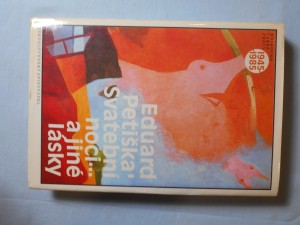 Eduard
Petiška
Svatební
noci...
a jiné
lásky
1945
1985